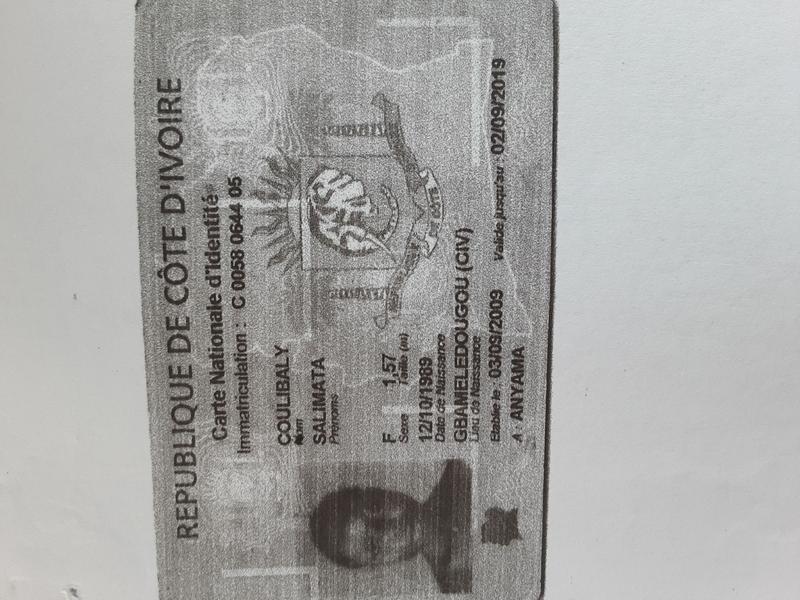 REPUBLIQUE DE CÔTE D'IVOIRE
Carte Nationale d'Identité
Immatriculation : C 0058 0644 05
COULIBALY
Nom
SALIMATA
Prénoms
F 1,57
Sexe Taille (m)
12/10/1989
Date de Naissance
GBAMELEDOUGOU (CIV)
Lieu de Naissance
Etablie le : 03/09/2009 Valide jusqu'au : 02/09/2019
A : ANYAMA